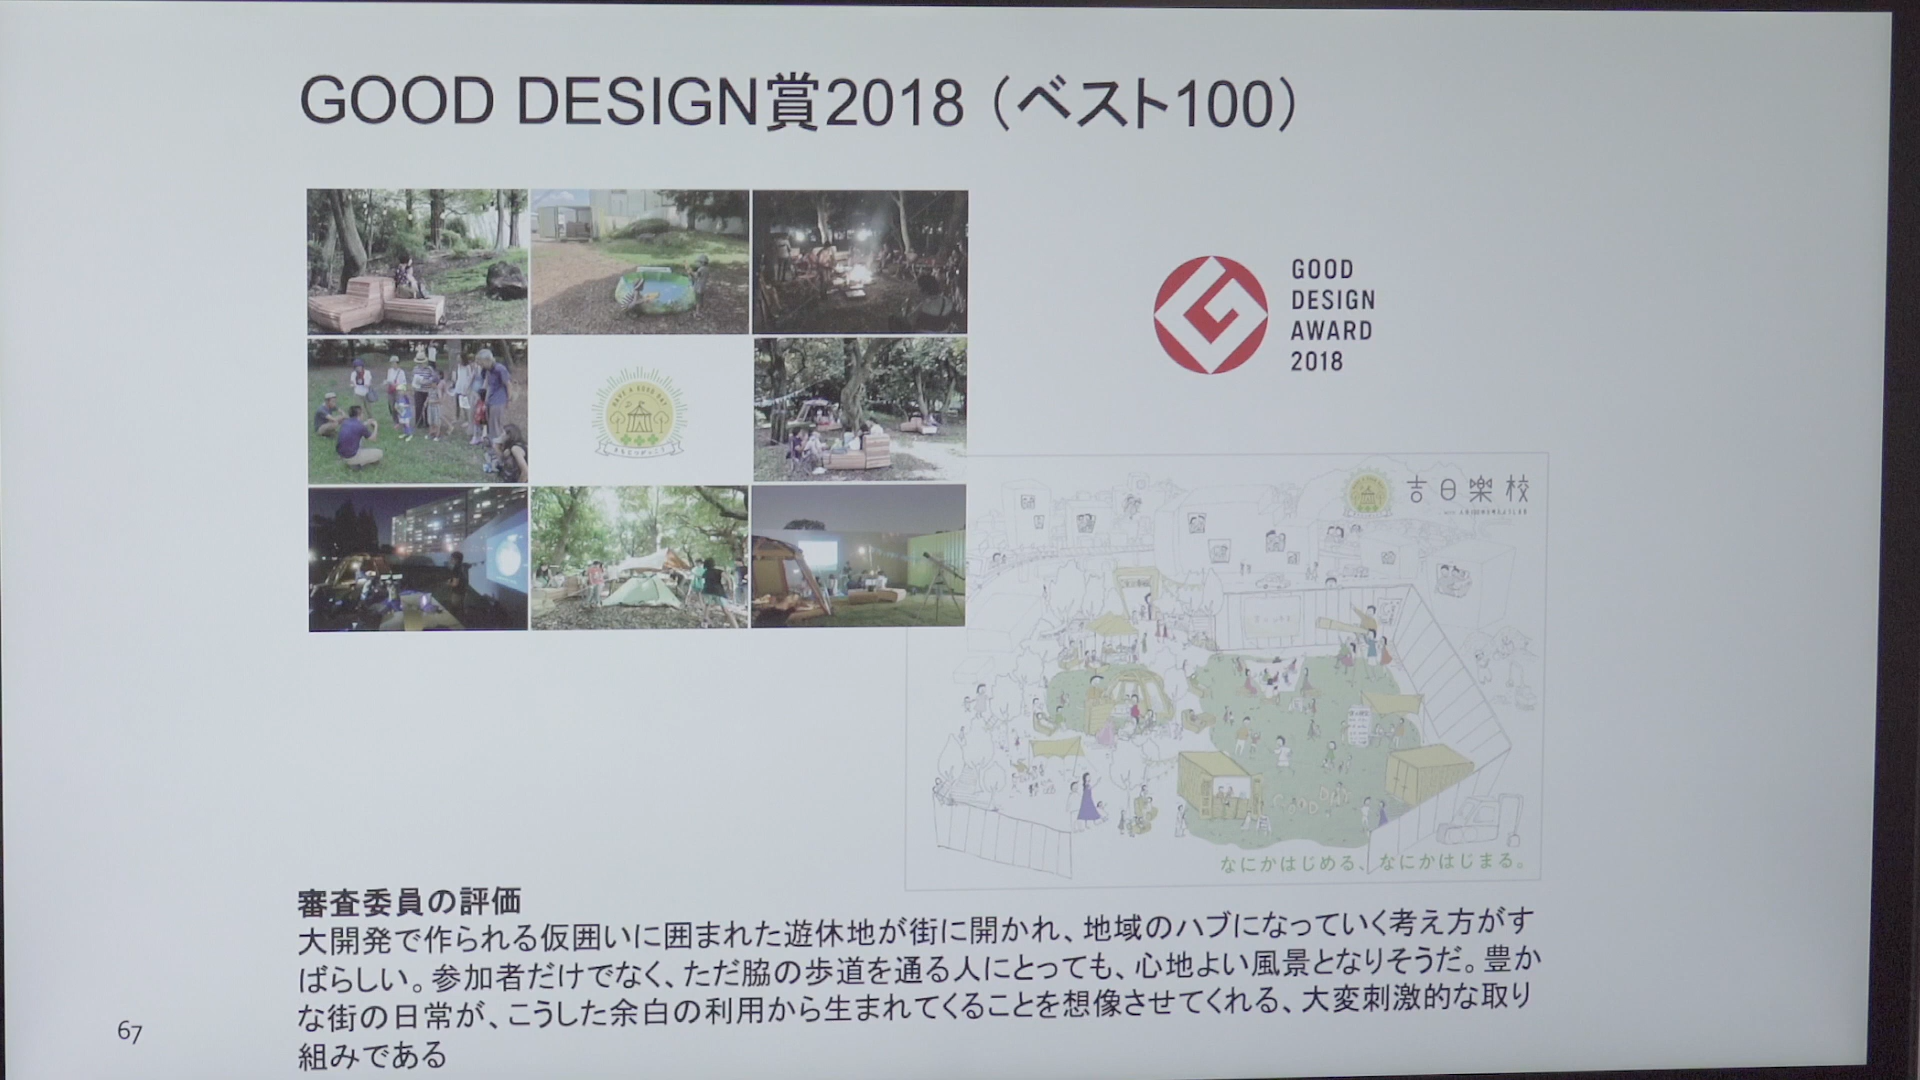 GOOD DESIGN賞2018（ベスト100）
GOOD
DESIGN
AWARD
2018
HAVE A GOOD DAY
吉日楽校
なにかはじめる、なにかはじまる。
審査委員の評価
大開発で作られる仮囲いに囲まれた遊休地が街に開かれ、地域のハブになっていく考え方がす
ばらしい。参加者だけでなく、ただ脇の歩道を通る人にとっても、心地よい風景となりそうだ。豊か
な街の日常が、こうした余白の利用から生まれてくることを想像させてくれる、大変刺激的な取り
組みである
67